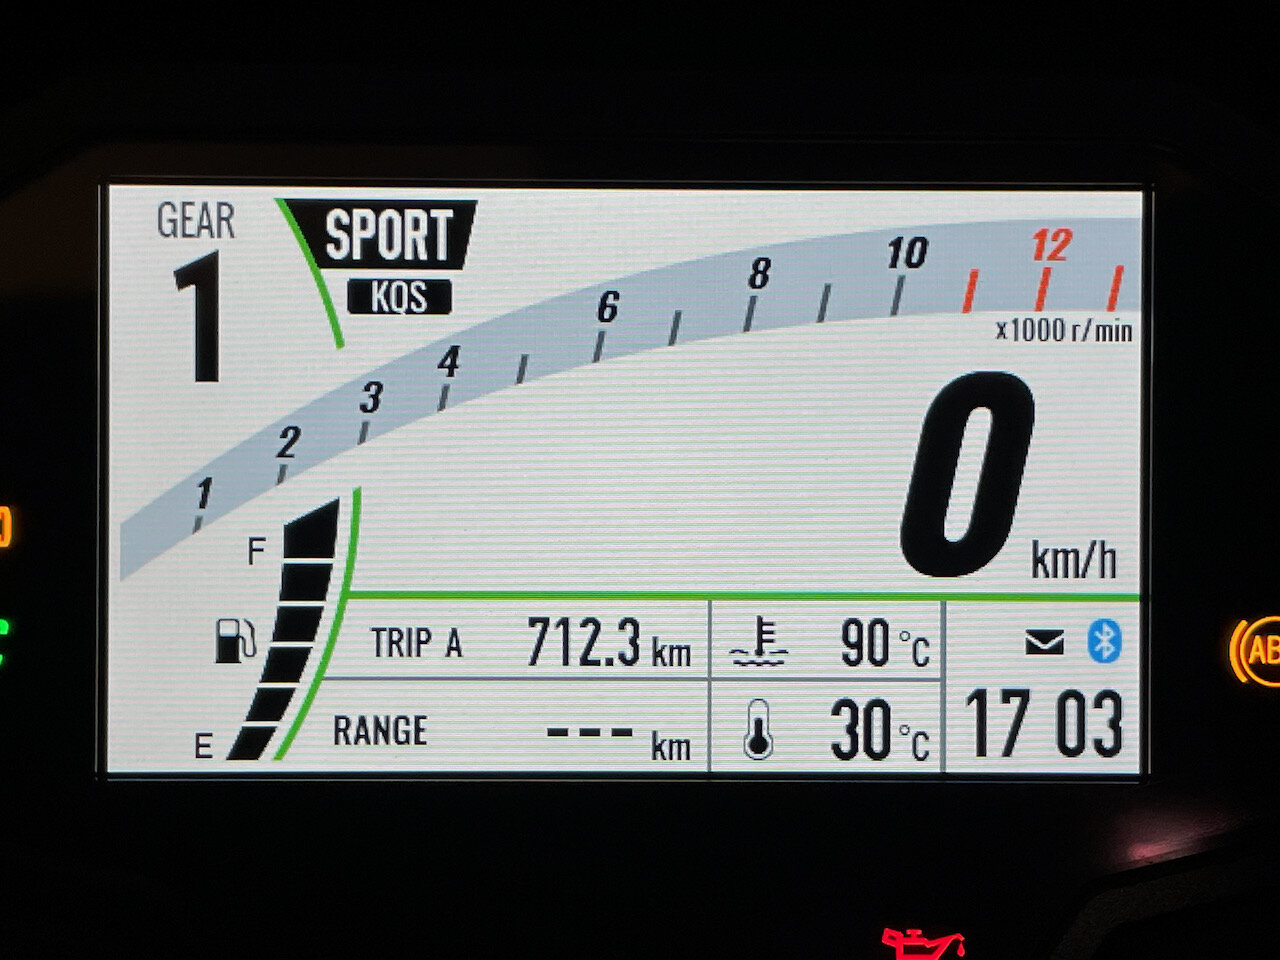 GEAR
1
SPORT
KQS
1
2
3
4
6
8
10
12
x1000 r/min
0
km/h
F
E
TRIP A 712.3 km
90 °C
RANGE --- km
30 °C
17 03